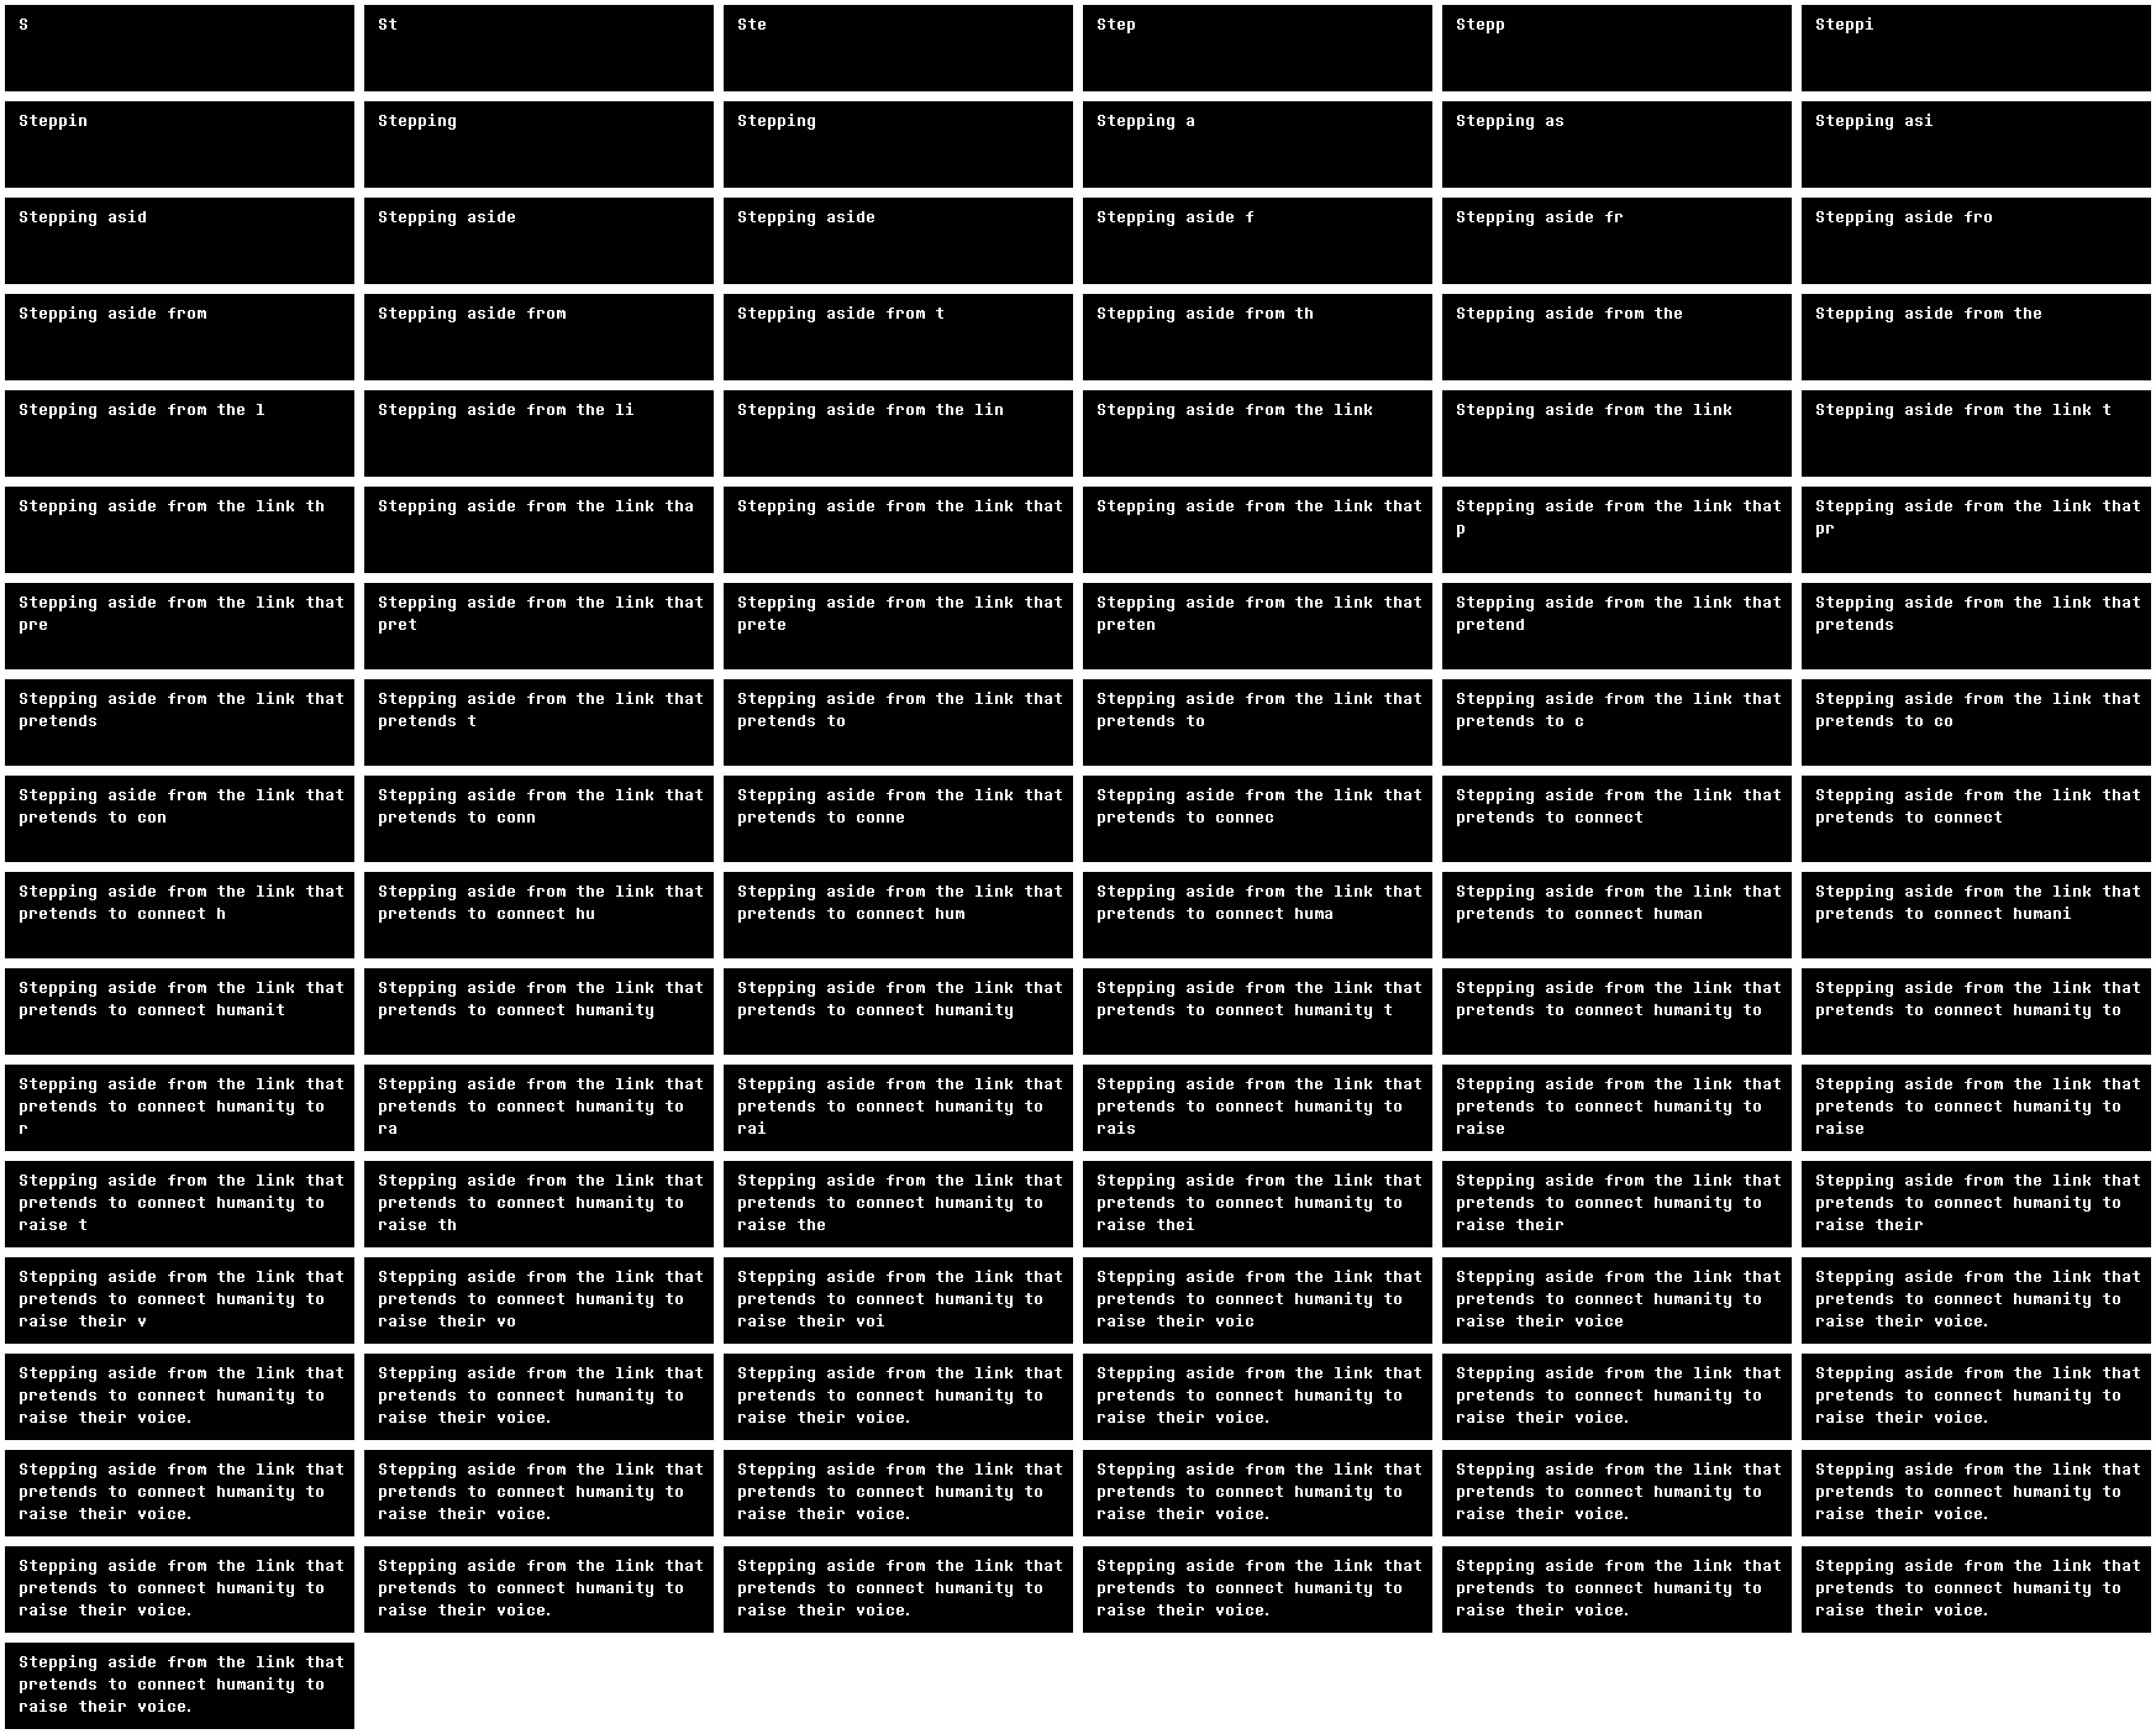 S
St
Ste
Step
Stepp
Steppi
Steppin
Stepping
Stepping
Stepping a
Stepping as
Stepping asi
Stepping asid
Stepping aside
Stepping aside
Stepping aside f
Stepping aside fr
Stepping aside fro
Stepping aside from
Stepping aside from
Stepping aside from t
Stepping aside from th
Stepping aside from the
Stepping aside from the
Stepping aside from the l
Stepping aside from the li
Stepping aside from the lin
Stepping aside from the link
Stepping aside from the link
Stepping aside from the link t
Stepping aside from the link th
Stepping aside from the link tha
Stepping aside from the link that
Stepping aside from the link that
Stepping aside from the link that
p
Stepping aside from the link that
pr
Stepping aside from the link that
pre
Stepping aside from the link that
pret
Stepping aside from the link that
prete
Stepping aside from the link that
preten
Stepping aside from the link that
pretend
Stepping aside from the link that
pretends
Stepping aside from the link that
pretends
Stepping aside from the link that
pretends t
Stepping aside from the link that
pretends to
Stepping aside from the link that
pretends to
Stepping aside from the link that
pretends to c
Stepping aside from the link that
pretends to co
Stepping aside from the link that
pretends to con
Stepping aside from the link that
pretends to conn
Stepping aside from the link that
pretends to conne
Stepping aside from the link that
pretends to connec
Stepping aside from the link that
pretends to connect
Stepping aside from the link that
pretends to connect
Stepping aside from the link that
pretends to connect h
Stepping aside from the link that
pretends to connect hu
Stepping aside from the link that
pretends to connect hum
Stepping aside from the link that
pretends to connect huma
Stepping aside from the link that
pretends to connect human
Stepping aside from the link that
pretends to connect humani
Stepping aside from the link that
pretends to connect humanit
Stepping aside from the link that
pretends to connect humanity
Stepping aside from the link that
pretends to connect humanity
Stepping aside from the link that
pretends to connect humanity t
Stepping aside from the link that
pretends to connect humanity to
Stepping aside from the link that
pretends to connect humanity to
Stepping aside from the link that
pretends to connect humanity to
r
Stepping aside from the link that
pretends to connect humanity to
ra
Stepping aside from the link that
pretends to connect humanity to
rai
Stepping aside from the link that
pretends to connect humanity to
rais
Stepping aside from the link that
pretends to connect humanity to
raise
Stepping aside from the link that
pretends to connect humanity to
raise
Stepping aside from the link that
pretends to connect humanity to
raise t
Stepping aside from the link that
pretends to connect humanity to
raise th
Stepping aside from the link that
pretends to connect humanity to
raise the
Stepping aside from the link that
pretends to connect humanity to
raise thei
Stepping aside from the link that
pretends to connect humanity to
raise their
Stepping aside from the link that
pretends to connect humanity to
raise their
Stepping aside from the link that
pretends to connect humanity to
raise their v
Stepping aside from the link that
pretends to connect humanity to
raise their vo
Stepping aside from the link that
pretends to connect humanity to
raise their voi
Stepping aside from the link that
pretends to connect humanity to
raise their voic
Stepping aside from the link that
pretends to connect humanity to
raise their voice
Stepping aside from the link that
pretends to connect humanity to
raise their voice.
Stepping aside from the link that
pretends to connect humanity to
raise their voice.
Stepping aside from the link that
pretends to connect humanity to
raise their voice.
Stepping aside from the link that
pretends to connect humanity to
raise their voice.
Stepping aside from the link that
pretends to connect humanity to
raise their voice.
Stepping aside from the link that
pretends to connect humanity to
raise their voice.
Stepping aside from the link that
pretends to connect humanity to
raise their voice.
Stepping aside from the link that
pretends to connect humanity to
raise their voice.
Stepping aside from the link that
pretends to connect humanity to
raise their voice.
Stepping aside from the link that
pretends to connect humanity to
raise their voice.
Stepping aside from the link that
pretends to connect humanity to
raise their voice.
Stepping aside from the link that
pretends to connect humanity to
raise their voice.
Stepping aside from the link that
pretends to connect humanity to
raise their voice.
Stepping aside from the link that
pretends to connect humanity to
raise their voice.
Stepping aside from the link that
pretends to connect humanity to
raise their voice.
Stepping aside from the link that
pretends to connect humanity to
raise their voice.
Stepping aside from the link that
pretends to connect humanity to
raise their voice.
Stepping aside from the link that
pretends to connect humanity to
raise their voice.
Stepping aside from the link that
pretends to connect humanity to
raise their voice.
Stepping aside from the link that
pretends to connect humanity to
raise their voice.